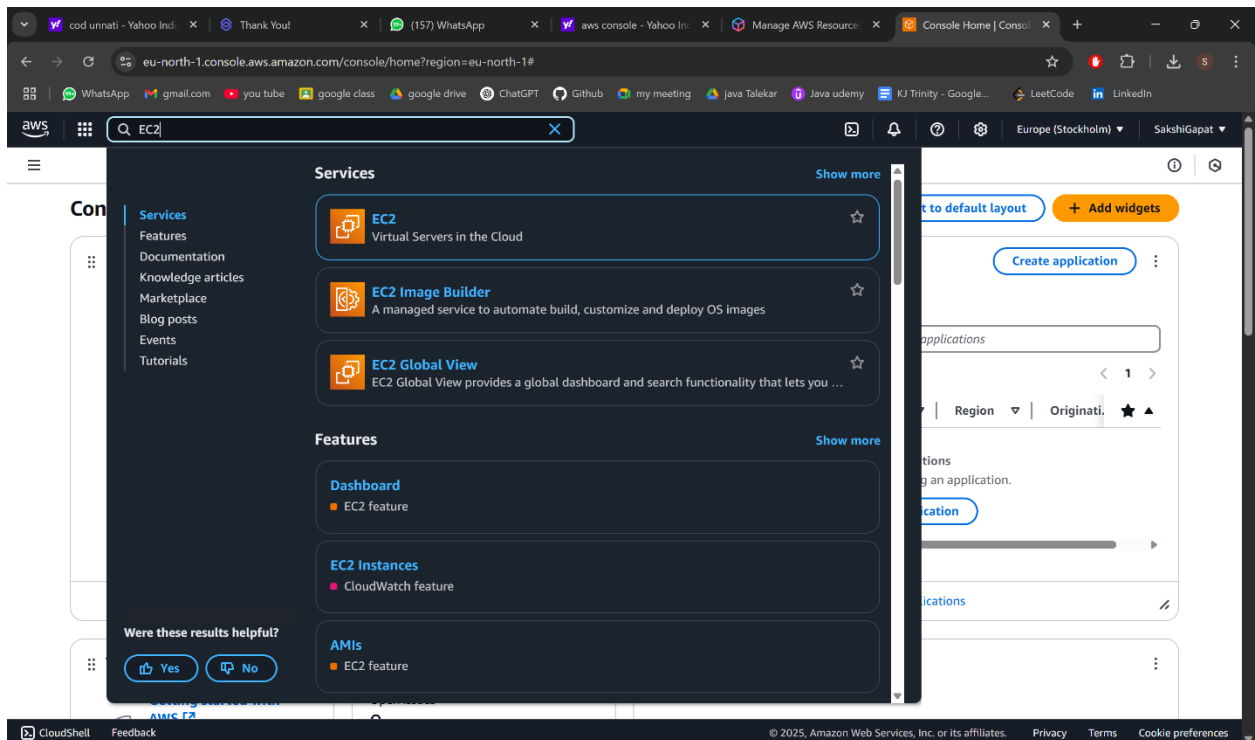 cod unnati - Yahoo Indi
Thank You!
(157) WhatsApp
aws console - Yahoo Inc
Manage AWS Resource
Console Home | Consol
eu-north-1.console.aws.amazon.com/console/home?region=eu-north-1#
S
WhatsApp
gmail.com
you tube
google class
google drive
ChatGPT
Github
my meeting
java Talekar
Java udemy
KJ Trinity - Google...
LeetCode
LinkedIn
aws
EC2
Europe (Stockholm)
SakshiGapat
Con
t to default layout
+ Add widgets
Services
Show more
Services
Features
Documentation
Knowledge articles
Marketplace
Blog posts
Events
Tutorials
EC2
Virtual Servers in the Cloud
EC2 Image Builder
A managed service to automate build, customize and deploy OS images
EC2 Global View
EC2 Global View provides a global dashboard and search functionality that lets you ...
Features
Show more
Dashboard
EC2 feature
EC2 Instances
CloudWatch feature
AMIs
EC2 feature
Were these results helpful?
Yes
No
Create application
applications
1
Region
Originati.
tions
g an application.
ication
ications
AWS
CloudShell
Feedback
© 2025, Amazon Web Services, Inc. or its affiliates.
Privacy
Terms
Cookie preferences